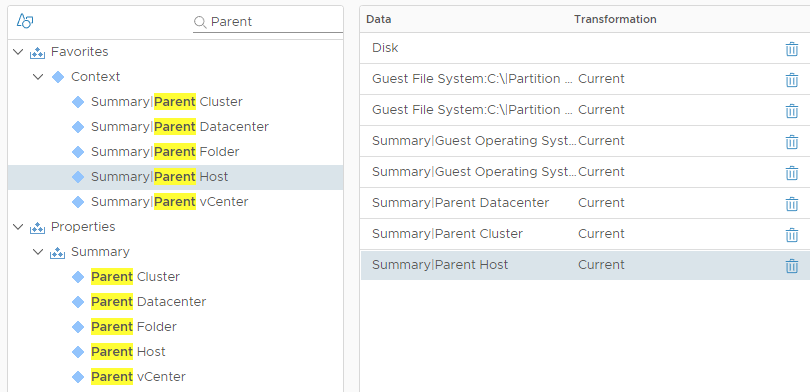 Parent
Favorites
Context
Summary|Parent Cluster
Summary|Parent Datacenter
Summary|Parent Folder
Summary|Parent Host
Summary|Parent vCenter
Properties
Summary
Parent Cluster
Parent Datacenter
Parent Folder
Parent Host
Parent vCenter
Data Transformation
Disk
Guest File System:C:\|Partition ... Current
Guest File System:C:\|Partition ... Current
Summary|Guest Operating Syst... Current
Summary|Guest Operating Syst... Current
Summary|Parent Datacenter Current
Summary|Parent Cluster Current
Summary|Parent Host Current